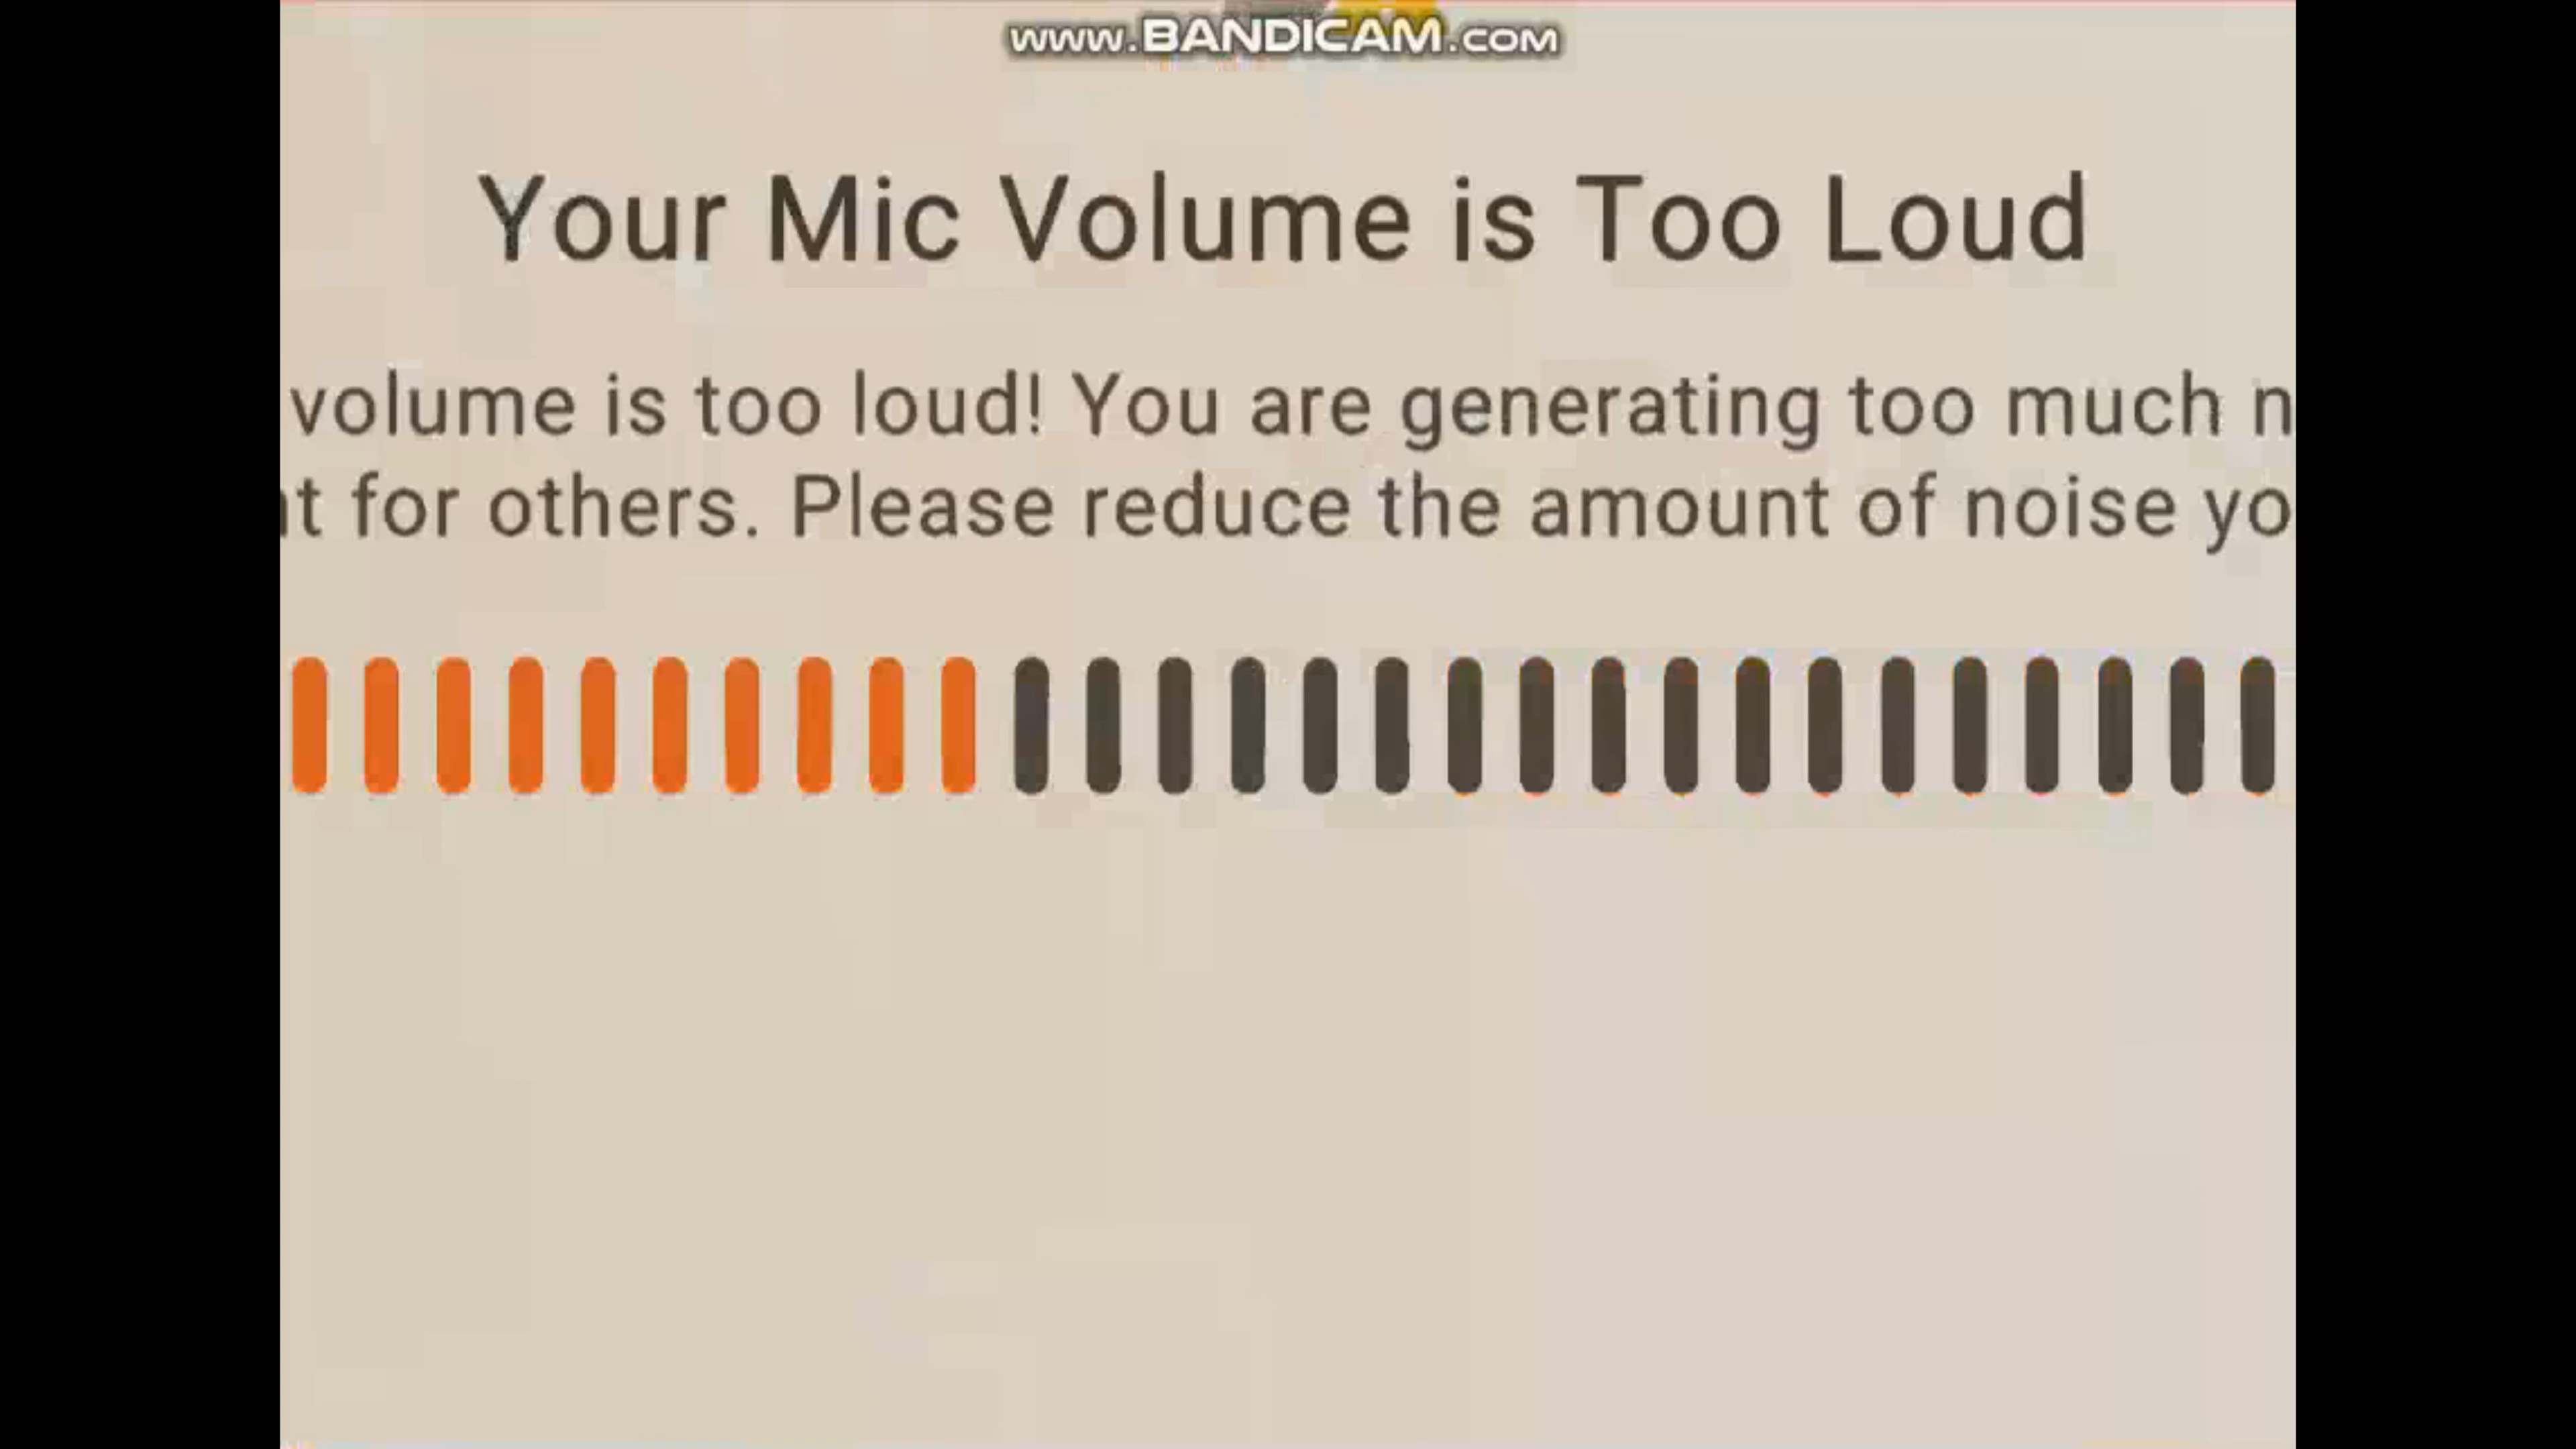 www.BANDICAM.com
Your Mic Volume is Too Loud
volume is too loud! You are generating too much n
t for others. Please reduce the amount of noise yo